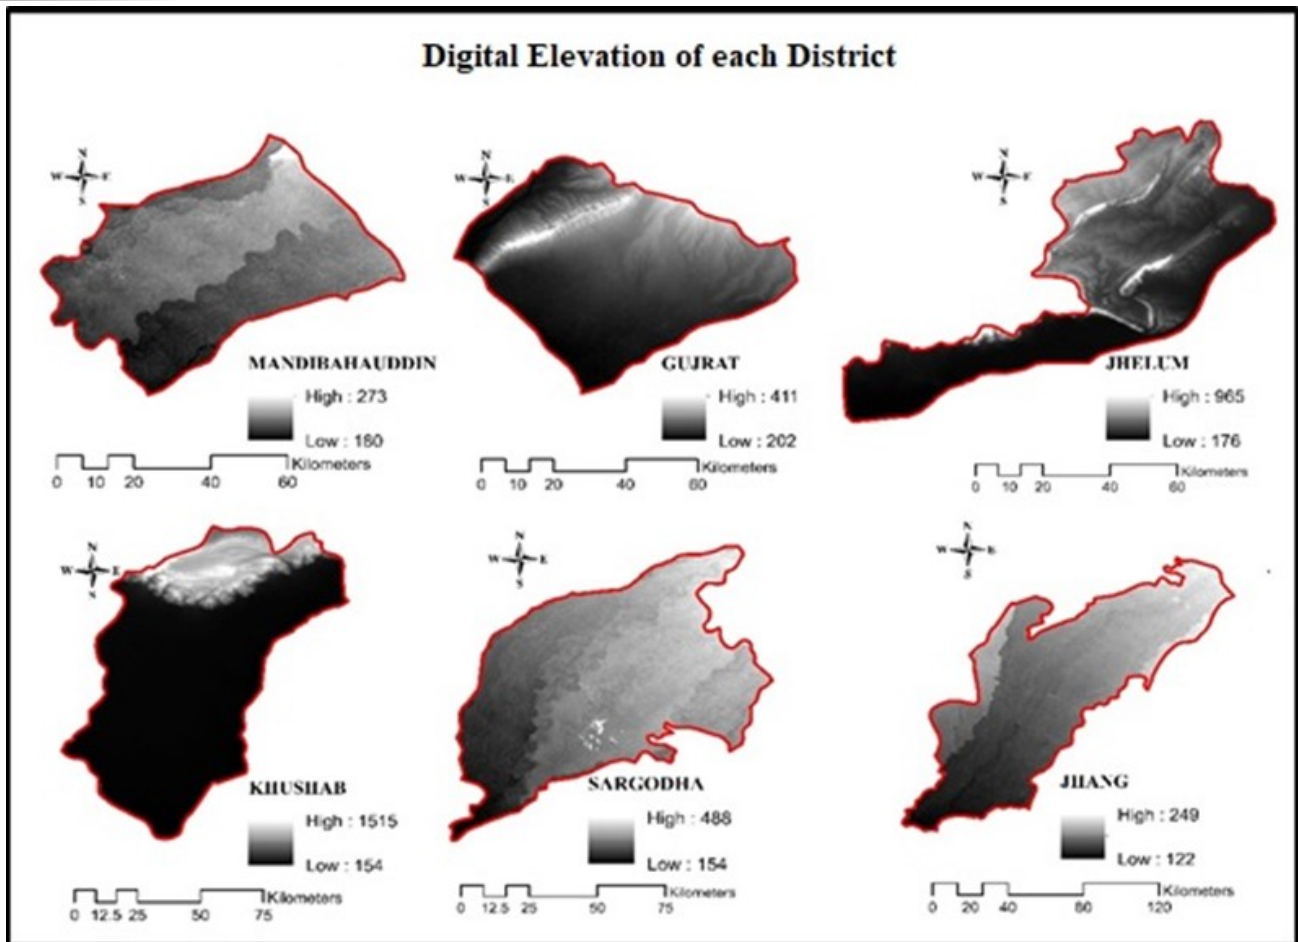 Digital Elevation of each District
N
W E
S
MANDIBAHAUDDIN
High : 273
Low : 180
Kilometers
0 10 20 40 60
N
W E
S
GUJRAT
High : 411
Low : 202
Kilometers
0 10 20 40 60
N
W E
S
JHELUM
High : 965
Low : 176
Kilometers
0 10 20 40 60
N
W E
S
KHUSHAB
High : 1515
Low : 154
Kilometers
0 12.5 25 50 75
N
W E
S
SARGODHA
High : 488
Low : 154
Kilometers
0 12.5 25 50 75
N
W E
S
JHANG
High : 249
Low : 122
Kilometers
0 20 40 80 120